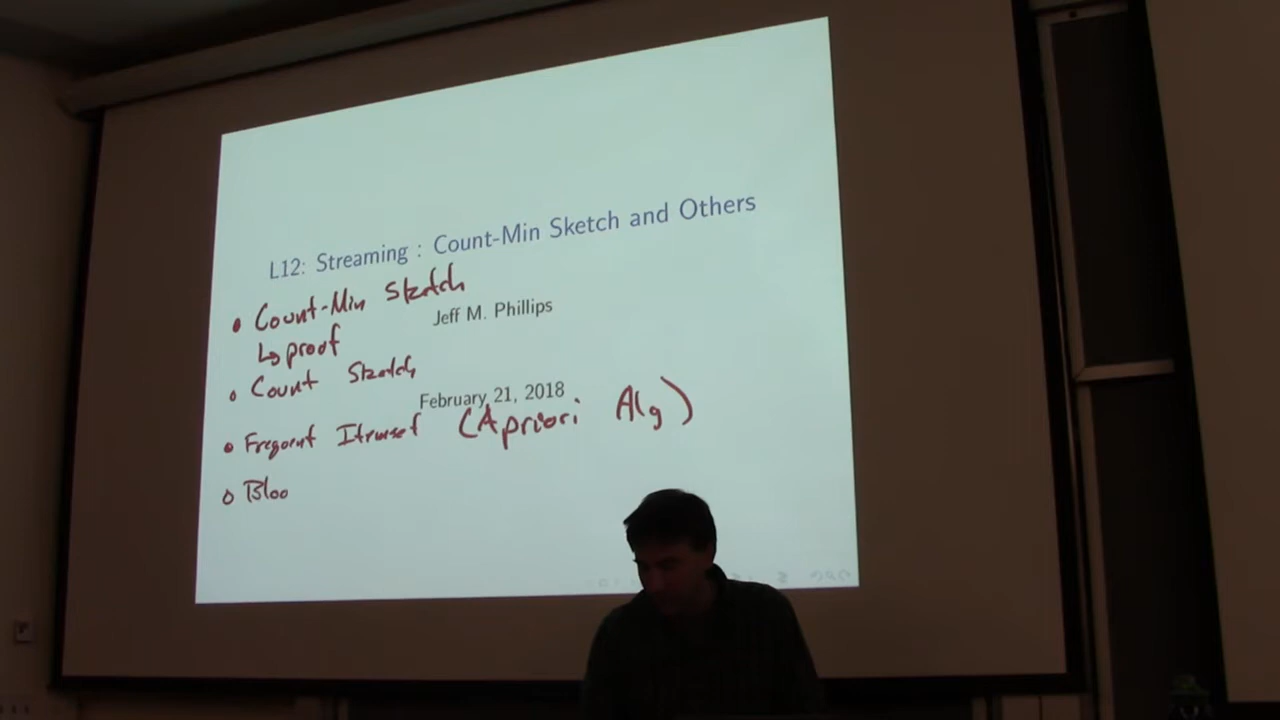 L12: Streaming : Count-Min Sketch and Others
• Count-Min Sketch
Jeff M. Phillips
↳ proof
• Count Sketch
February 21, 2018
• Frequent Itemset (Apriori Alg)
• Bloo